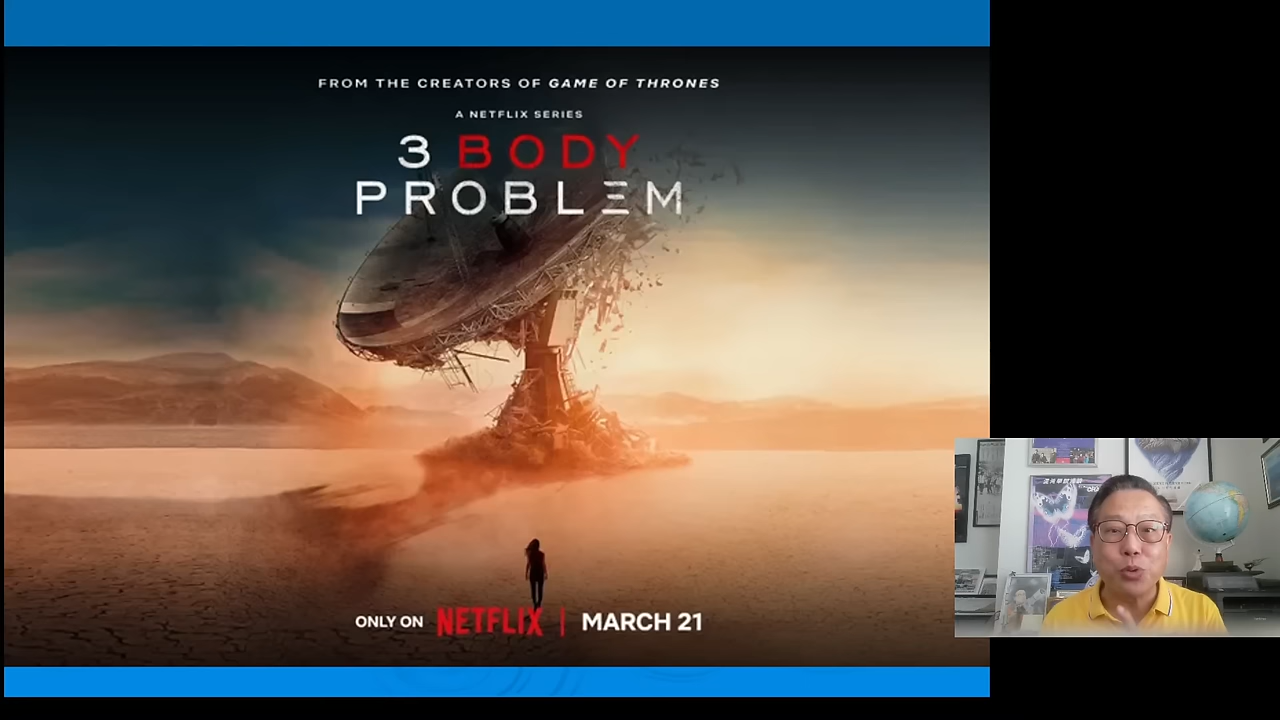 FROM THE CREATORS OF GAME OF THRONES
A NETFLIX SERIES
3 BODY
PROBLEM
ONLY ON NETFLIX | MARCH 21